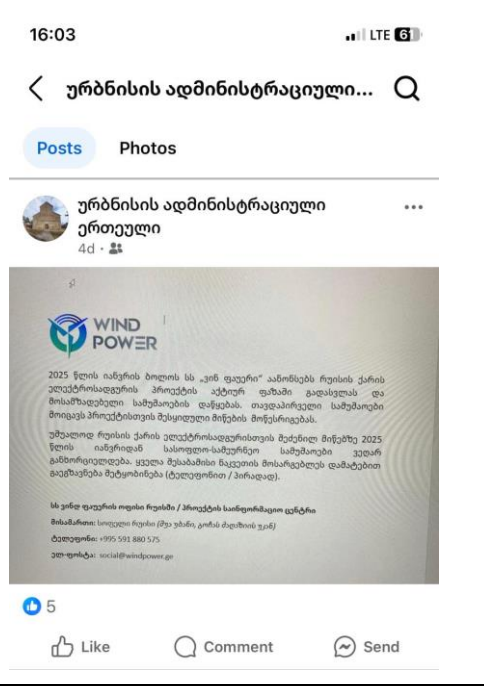 16:03
LTE 61
ურბნისის ადმინისტრაციული...
Posts Photos
ურბნისის ადმინისტრაციული
ერთეული
4d
WIND
POWER
2025 წლის იანვრის ბოლოს სს „ვინ ფაუერი“ აანონსებს რუისის ქარის
ელექტროსადგურის პროექტის აქტიურ ფაზაში გადასვლას და
მოსამზადებელი სამუშაოების დაწყებას. თავდაპირველი სამუშაოები
მოიცავს პროექტისთვის შესყიდული მიწების მოწესრიგებას.
უშუალოდ რუისის ქარის ელექტროსადგურისთვის შეძენილ მიწებზე 2025
წლის იანვრიდან სასოფლო-სამეურნეო სამუშაოები ვეღარ
განხორციელდება. ყველა შესაბამისი ნაკვეთის მოსარგებლეს დამატებით
გაეგზავნება შეტყობინება (ტელეფონით / პირადად).
სს ვინდ ფაუერის ოფისი რუისში / პროექტის საინფორმაციო ცენტრი
მისამართი: სოფელი რუისი (შუა უბანი, გორის
ტელეფონი: +995 591 880 575
ელ-ფოსტა: social@windpower.ge
5
Like Comment Send